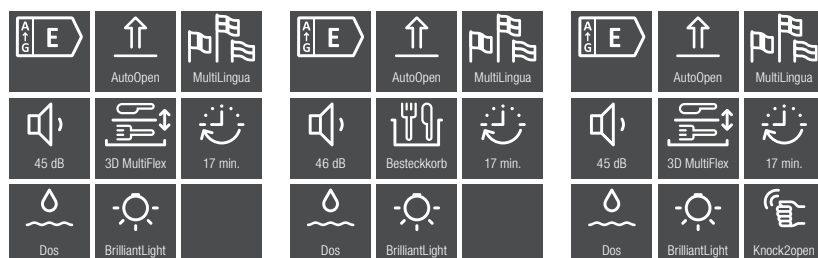 A
G
E
AutoOpen
MultiLingua
45 dB
3D MultiFlex
17 min.
Dos
BrilliantLight
A
G
E
AutoOpen
MultiLingua
46 dB
Besteckkorb
17 min.
Dos
BrilliantLight
A
G
E
AutoOpen
MultiLingua
45 dB
3D MultiFlex
17 min.
Dos
BrilliantLight
Knock2open